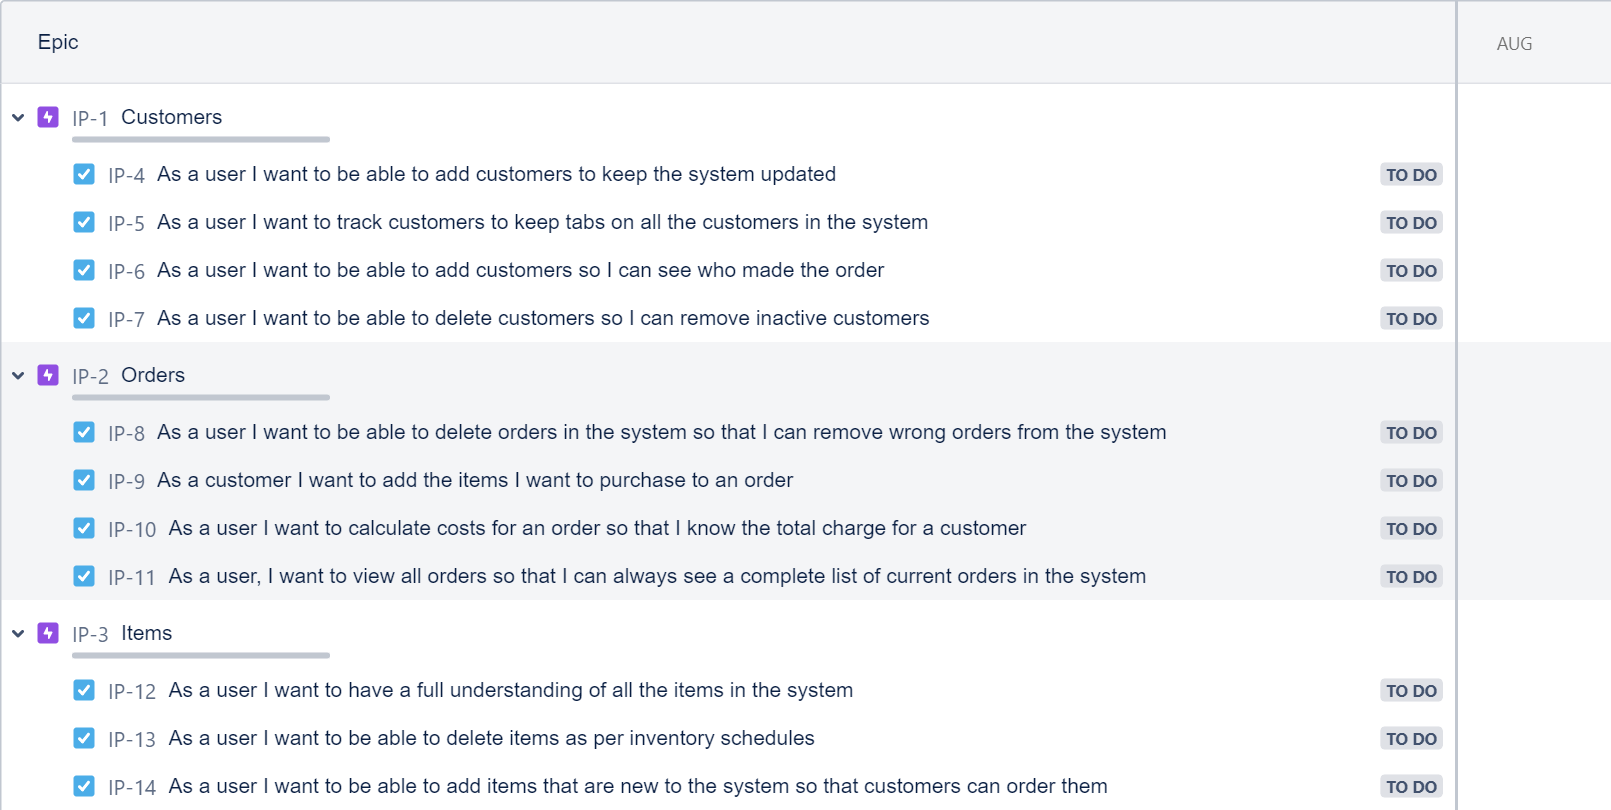 Epic
AUG
IP-1 Customers
IP-4 As a user I want to be able to add customers to keep the system updated TO DO
IP-5 As a user I want to track customers to keep tabs on all the customers in the system TO DO
IP-6 As a user I want to be able to add customers so I can see who made the order TO DO
IP-7 As a user I want to be able to delete customers so I can remove inactive customers TO DO
IP-2 Orders
IP-8 As a user I want to be able to delete orders in the system so that I can remove wrong orders from the system TO DO
IP-9 As a customer I want to add the items I want to purchase to an order TO DO
IP-10 As a user I want to calculate costs for an order so that I know the total charge for a customer TO DO
IP-11 As a user, I want to view all orders so that I can always see a complete list of current orders in the system TO DO
IP-3 Items
IP-12 As a user I want to have a full understanding of all the items in the system TO DO
IP-13 As a user I want to be able to delete items as per inventory schedules TO DO
IP-14 As a user I want to be able to add items that are new to the system so that customers can order them TO DO